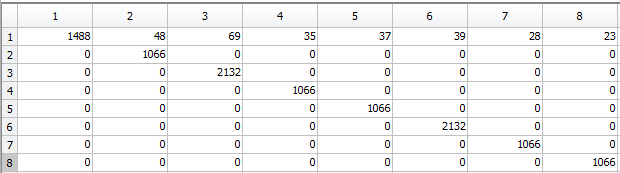 1 2 3 4 5 6 7 8
1 1488 48 69 35 37 39 28 23
2 0 1066 0 0 0 0 0 0
3 0 0 2132 0 0 0 0 0
4 0 0 0 1066 0 0 0 0
5 0 0 0 0 1066 0 0 0
6 0 0 0 0 0 2132 0 0
7 0 0 0 0 0 0 1066 0
8 0 0 0 0 0 0 0 1066